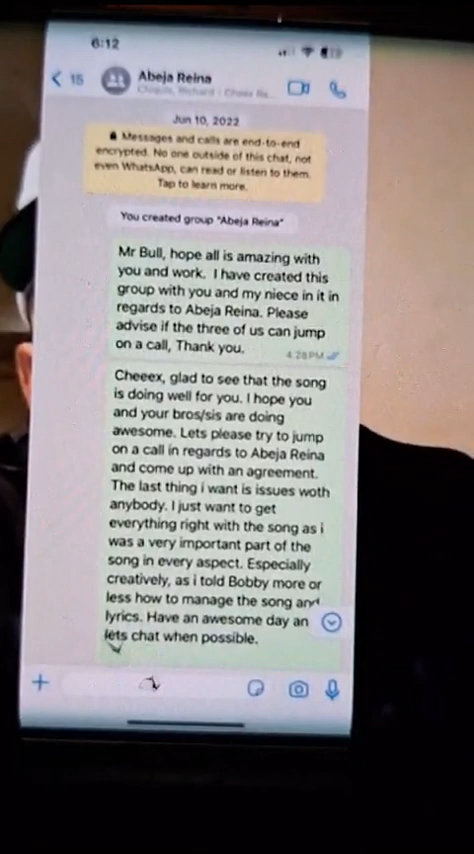 6:12
15
Abeja Reina
Jun 10, 2022
Messages and calls are end-to-end
encrypted. No one outside of this chat, not
even WhatsApp, can read or listen to them.
Tap to learn more.
You created group "Abeja Reina"
Mr Bull, hope all is amazing with
you and work. I have created this
group with you and my niece in it in
regards to Abeja Reina. Please
advise if the three of us can jump
on a call, Thank you.
4:28 PM
Cheeex, glad to see that the song
is doing well for you. I hope you
and your bros/sis are doing
awesome. Lets please try to jump
on a call in regards to Abeja Reina
and come up with an agreement.
The last thing i want is issues woth
anybody. I just want to get
everything right with the song as i
was a very important part of the
song in every aspect. Especially
creatively, as i told Bobby more or
less how to manage the song and
lyrics. Have an awesome day an
lets chat when possible.